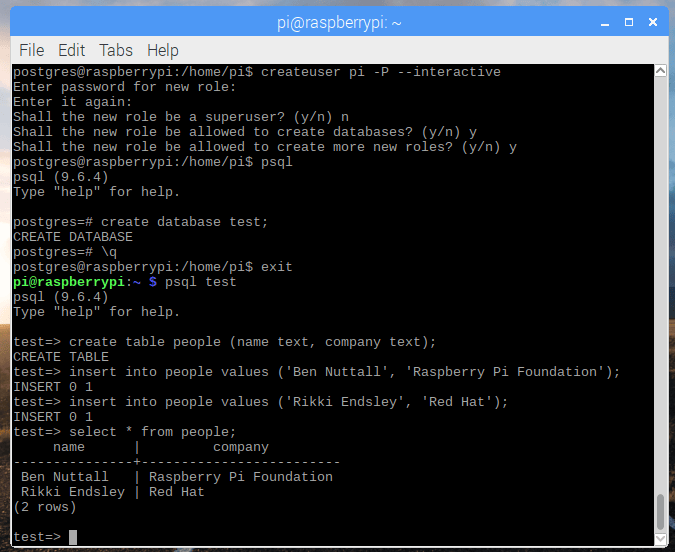 pi@raspberrypi: ~
File Edit Tabs Help
postgres@raspberrypi:/home/pi$ createuser pi -P --interactive
Enter password for new role:
Enter it again:
Shall the new role be a superuser? (y/n) n
Shall the new role be allowed to create databases? (y/n) y
Shall the new role be allowed to create more new roles? (y/n) y
postgres@raspberrypi:/home/pi$ psql
psql (9.6.4)
Type "help" for help.

postgres=# create database test;
CREATE DATABASE
postgres=# \q
postgres@raspberrypi:/home/pi$ exit
pi@raspberrypi:~ $ psql test
psql (9.6.4)
Type "help" for help.

test=> create table people (name text, company text);
CREATE TABLE
test=> insert into people values ('Ben Nuttall', 'Raspberry Pi Foundation');
INSERT 0 1
test=> insert into people values ('Rikki Endsley', 'Red Hat');
INSERT 0 1
test=> select * from people;
     name      |         company
---------------+-------------------------
 Ben Nuttall   | Raspberry Pi Foundation
 Rikki Endsley | Red Hat
(2 rows)

test=>